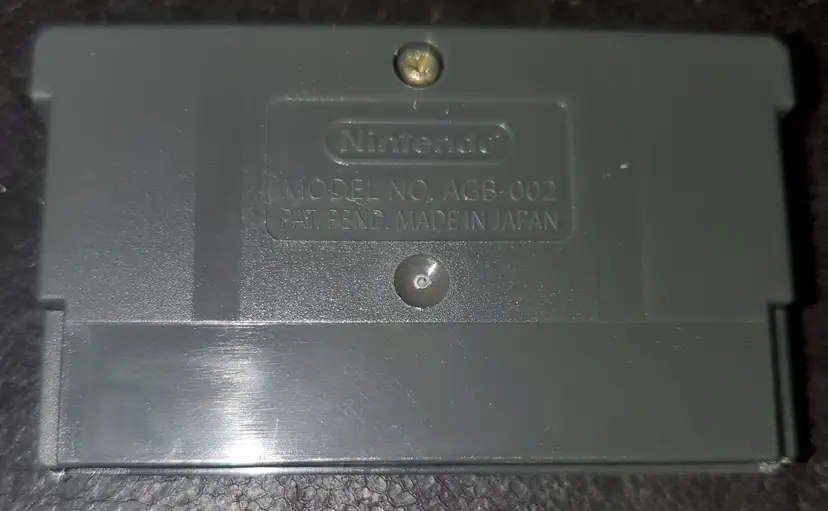 Nintendo
MODEL NO. AGB-002
PAT. PEND. MADE IN JAPAN